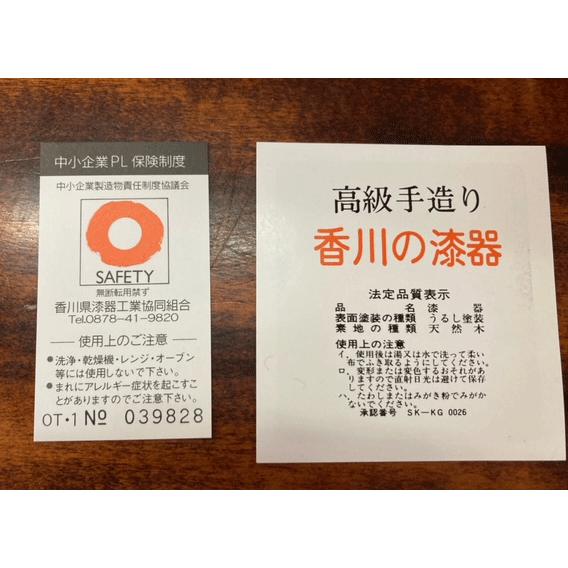 中小企業PL保険制度
中小企業製造物責任制度協議会
SAFETY
無断転用禁ず
香川県漆器工業協同組合
Tel.0878-41-9820
使用上のご注意
●洗浄・乾燥機・レンジ・オーブン
等には使用しないで下さい。
●まれにアレルギー症状を起こすこ
とがありますのでご注意下さい。
OT・1 No 039828
高級手造り
香川の漆器
法定品質表示
品名 漆器
表面塗装の種類 うるし塗装
素地の種類 天然木
使用上の注意
イ、使用後は湯又は水で洗って柔い
布でふき取るようにしてください。
ロ、変形または変色するおそれがあ
りますので直射日光は避けて保存
してください。
ハ、たわしまたはみがき粉でみがか
ないでください。
承認番号 SK-KG 0026